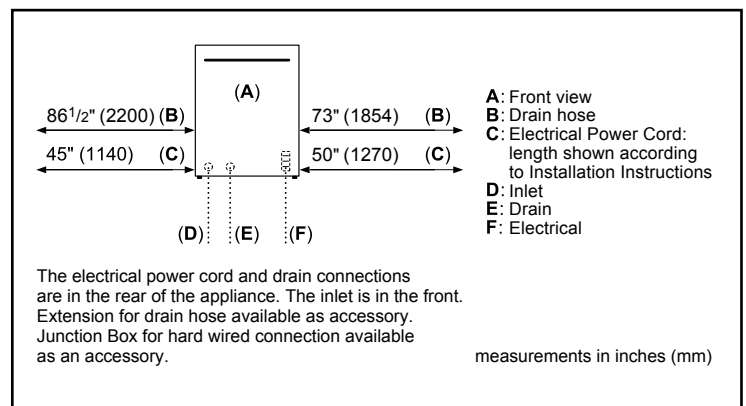 (A)
86 1/2" (2200) (B)
73" (1854) (B)
45" (1140) (C)
50" (1270) (C)
(D) (E) (F)
A: Front view
B: Drain hose
C: Electrical Power Cord:
length shown according
to Installation Instructions
D: Inlet
E: Drain
F: Electrical
The electrical power cord and drain connections
are in the rear of the appliance. The inlet is in the front.
Extension for drain hose available as accessory.
Junction Box for hard wired connection available
as an accessory.
measurements in inches (mm)